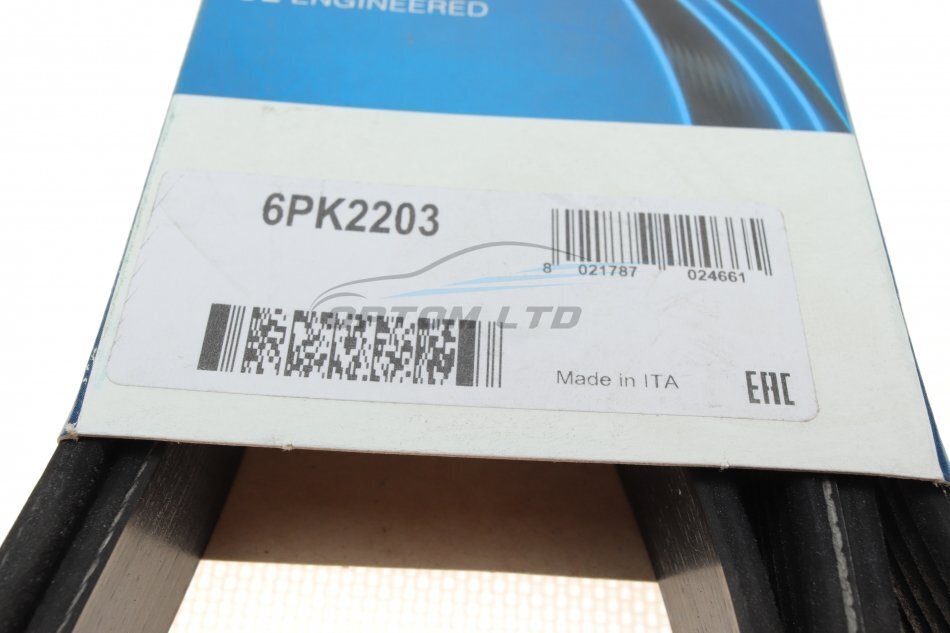 ENGINEERED
6PK2203
8 021787 024661
OPTOM LTD
Made in ITA
EAC